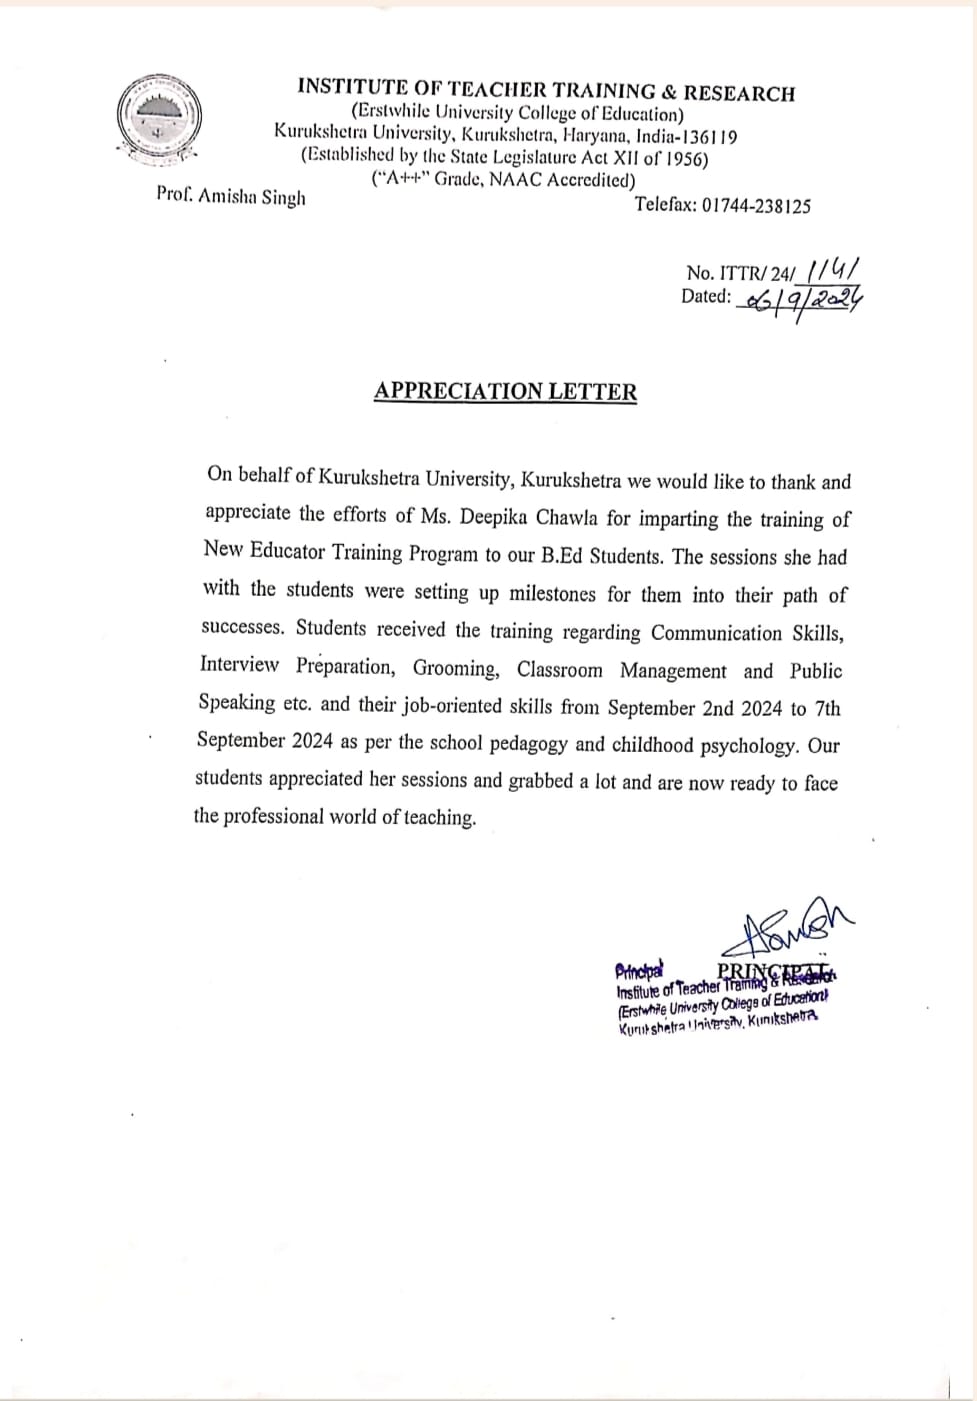 INSTITUTE OF TEACHER TRAINING & RESEARCH
(Erstwhile University College of Education)
Kurukshetra University, Kurukshetra, Haryana, India-136119
(Established by the State Legislature Act XII of 1956)
("A++" Grade, NAAC Accredited)
Prof. Amisha Singh
Telefax: 01744-238125
No. ITTR/ 24/ 1141
Dated: 06/9/2024
APPRECIATION LETTER
On behalf of Kurukshetra University, Kurukshetra we would like to thank and
appreciate the efforts of Ms. Deepika Chawla for imparting the training of
New Educator Training Program to our B.Ed Students. The sessions she had
with the students were setting up milestones for them into their path of
successes. Students received the training regarding Communication Skills,
Interview Preparation, Grooming, Classroom Management and Public
Speaking etc. and their job-oriented skills from September 2nd 2024 to 7th
September 2024 as per the school pedagogy and childhood psychology. Our
students appreciated her sessions and grabbed a lot and are now ready to face
the professional world of teaching.
PRINCIPAL
Principal
Institute of Teacher Training & Research
(Erstwhile University College of Education)
Kurukshetra University, Kurukshetra